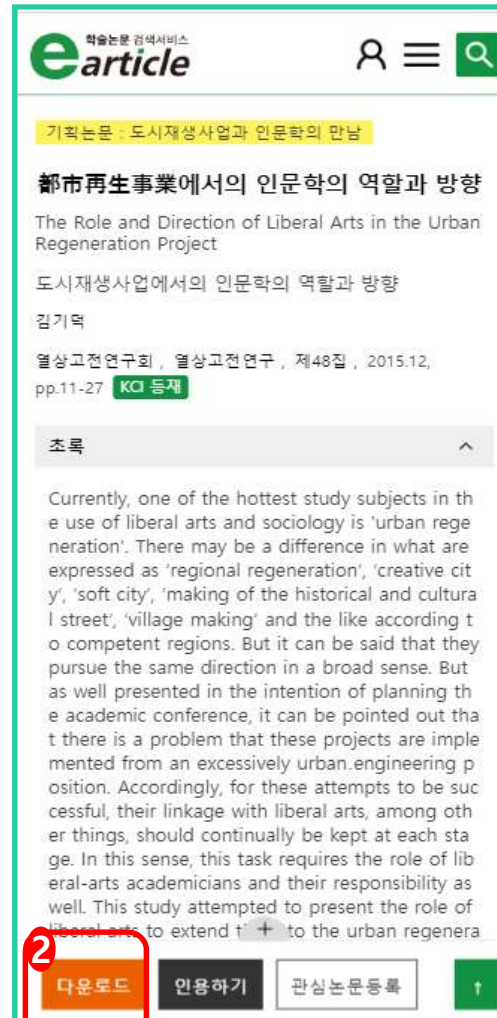 학술논문 검색서비스
earticle
기획논문 : 도시재생사업과 인문학의 만남
都市再生事業에서의 인문학의 역할과 방향
The Role and Direction of Liberal Arts in the Urban
Regeneration Project
도시재생사업에서의 인문학의 역할과 방향
김기덕
열상고전연구회 , 열상고전연구 , 제48집 , 2015.12,
pp.11-27 KCI 등재
초록
Currently, one of the hottest study subjects in th
e use of liberal arts and sociology is 'urban rege
neration'. There may be a difference in what are
expressed as 'regional regeneration', 'creative cit
y', 'soft city', 'making of the historical and cultura
l street', 'village making' and the like according t
o competent regions. But it can be said that they
pursue the same direction in a broad sense. But
as well presented in the intention of planning th
e academic conference, it can be pointed out tha
t there is a problem that these projects are imple
mented from an excessively urban.engineering p
osition. Accordingly, for these attempts to be suc
cessful, their linkage with liberal arts, among oth
er things, should continually be kept at each sta
ge. In this sense, this task requires the role of lib
eral-arts academicians and their responsibility as
well. This study attempted to present the role of
liberal arts to extend + to the urban regenera
2
다운로드 인용하기 관심논문등록 ↑